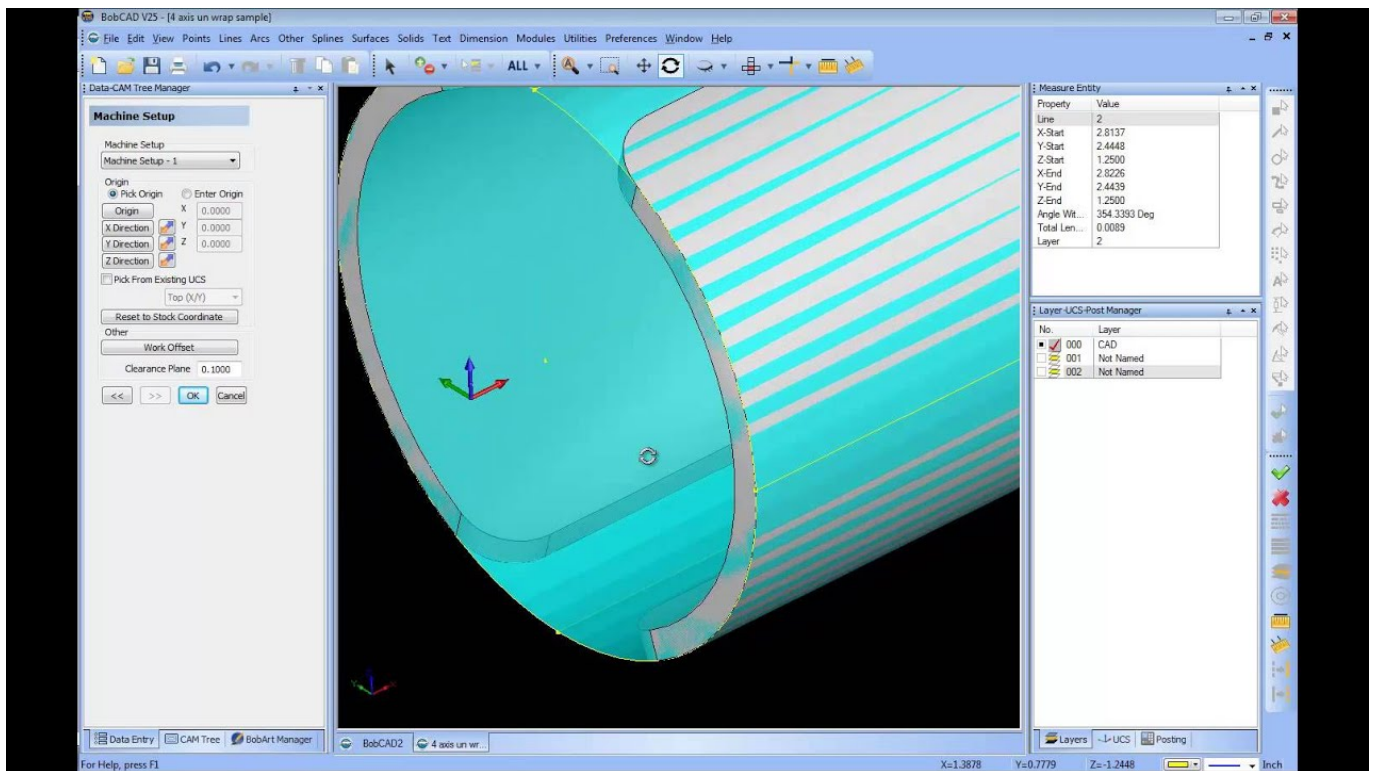 BobCAD V25 - [4 axis un wrap sample]
File Edit View Points Lines Arcs Other Splines Surfaces Solids Text Dimension Modules Utilities Preferences Window Help
ALL
Data-CAM Tree Manager
Machine Setup
Machine Setup
Machine Setup - 1
Origin
Pick Origin Enter Origin
Origin X 0.0000
X Direction Y 0.0000
Y Direction Z 0.0000
Z Direction
Pick From Existing UCS
Top (X/Y)
Reset to Stock Coordinate
Other
Work Offset
Clearance Plane 0.1000
<< >> OK Cancel
Measure Entity
Property Value
Line 2
X-Start 2.8137
Y-Start 2.4448
Z-Start 1.2500
X-End 2.8226
Y-End 2.4439
Z-End 1.2500
Angle Wit... 354.3393 Deg
Total Len... 0.0089
Layer 2
Layer-UCS-Post Manager
No. Layer
000 CAD
001 Not Named
002 Not Named
Data Entry CAM Tree BobArt Manager
BobCAD2 4 axis un wr...
Layers UCS Posting
For Help, press F1
X=1.3878 Y=0.7779 Z=-1.2448 Inch